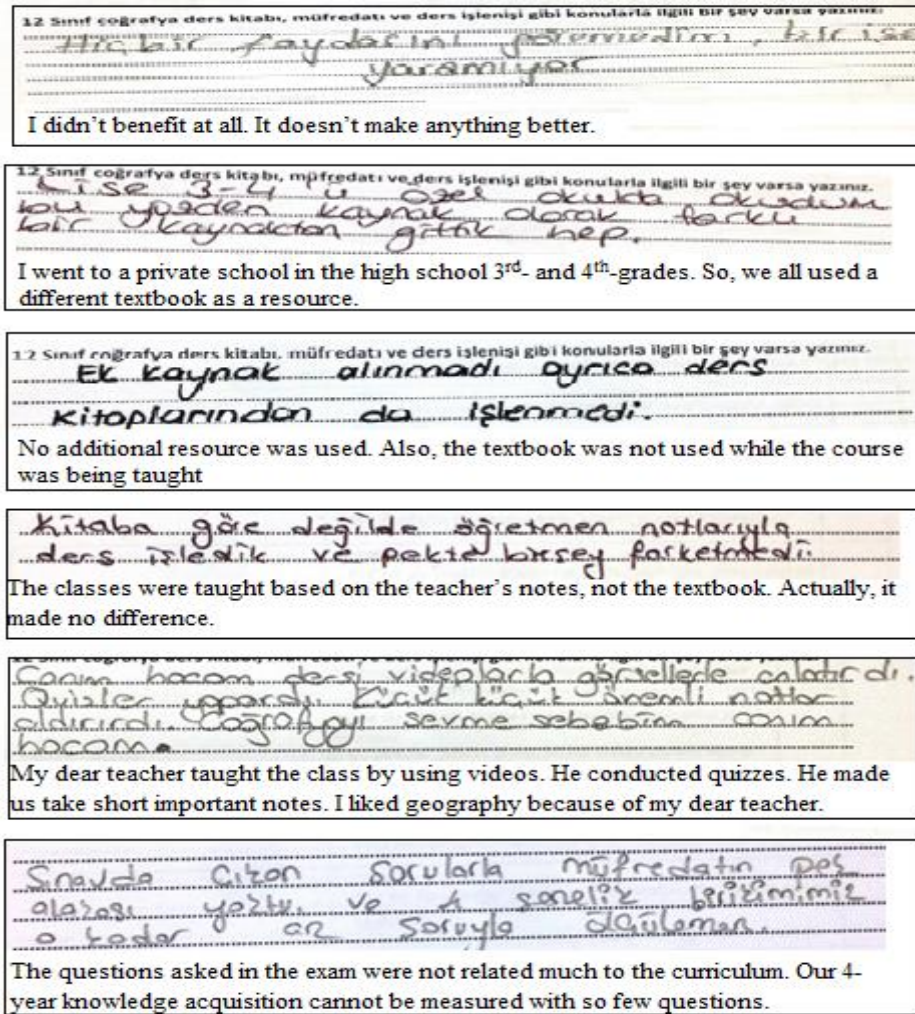 12 Sınıf coğrafya ders kitabı, müfredatı ve ders işlenişi gibi konularla ilgili bir şey varsa yazınız.
Hiçbir faydasını göremedim, bir işe
yaramıyor
I didn’t benefit at all. It doesn’t make anything better.
12 Sınıf coğrafya ders kitabı, müfredatı ve ders işlenişi gibi konularla ilgili bir şey varsa yazınız.
Lise 3-4 ü özel okulda okudum
bu yüzden kaynak olarak farklı
bir kaynaktan gittik hep.
I went to a private school in the high school 3rd- and 4th-grades. So, we all used a
different textbook as a resource.
12 Sınıf coğrafya ders kitabı, müfredatı ve ders işlenişi gibi konularla ilgili bir şey varsa yazınız.
Ek kaynak alınmadı ayrıca ders
kitaplarından da işlenmedi.
No additional resource was used. Also, the textbook was not used while the course
was being taught
Kitaba göre değilde öğretmen notlarıyla
ders işledik ve pekte birşey farketmedi.
The classes were taught based on the teacher’s notes, not the textbook. Actually, it
made no difference.
Canım hocam dersi videolarla görsellerle anlatırdı.
Quizler yapardı. Küçük küçük önemli notlar
aldırırdı. Coğrafyayı sevme sebebim canım
hocam.
My dear teacher taught the class by using videos. He conducted quizzes. He made
us take short important notes. I liked geography because of my dear teacher.
Sınavda çıkan sorularla müfredatın pek
alakası yoktu ve 4 senelik birikimimiz
o kadar az soruyla ölçülemez.
The questions asked in the exam were not related much to the curriculum. Our 4-
year knowledge acquisition cannot be measured with so few questions.